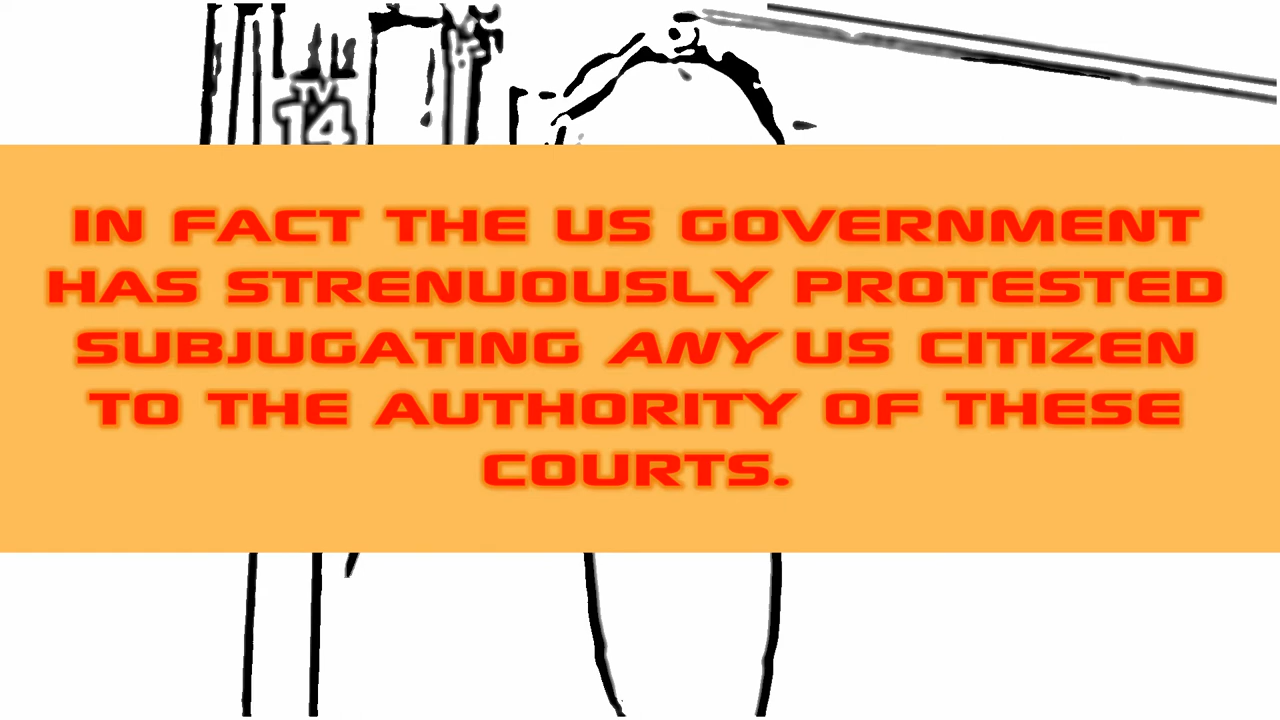 TV
14
IN FACT THE US GOVERNMENT
HAS STRENUOUSLY PROTESTED
SUBJUGATING ANY US CITIZEN
TO THE AUTHORITY OF THESE
COURTS.